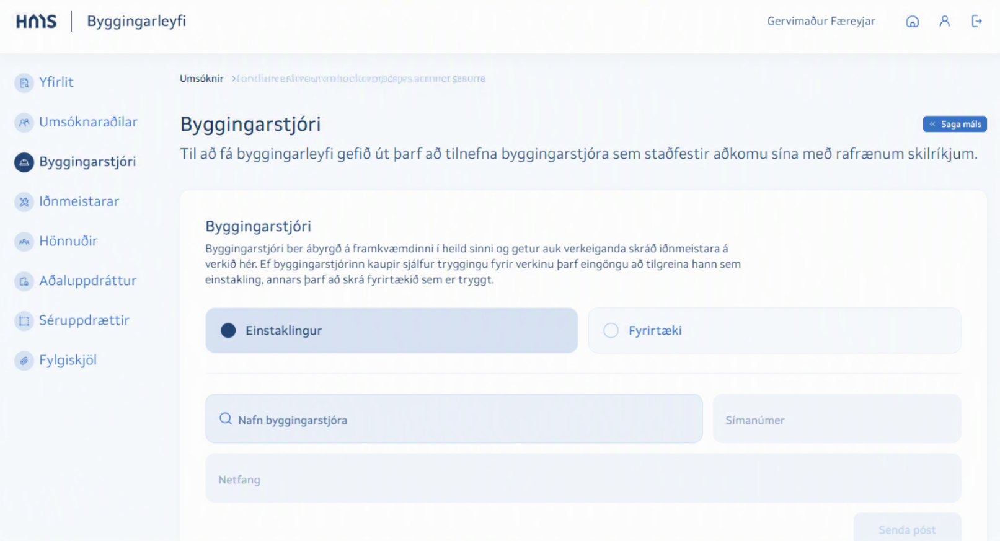 HMS
Byggingarleyfi
Gervimaður Færeyjar
Yfirlit
Umsóknaraðilar
Byggingarstjóri
Iðnmeistarar
Hönnuðir
Aðaluppdráttur
Séruppdrættir
Fylgiskjöl
Umsóknir >
Byggingarstjóri
« Saga máls
Til að fá byggingarleyfi gefið út þarf að tilnefna byggingarstjóra sem staðfestir aðkomu sína með rafrænum skilríkjum.
Byggingarstjóri
Byggingarstjóri ber ábyrgð á framkvæmdinni í heild sinni og getur auk verkeiganda skráð iðnmeistara á
verkið hér. Ef byggingarstjórinn kaupir sjálfur tryggingu fyrir verkinu þarf eingöngu að tilgreina hann sem
einstakling, annars þarf að skrá fyrirtækið sem er tryggt.
Einstaklingur
Fyrirtæki
Nafn byggingarstjóra
Símanúmer
Netfang
Senda póst